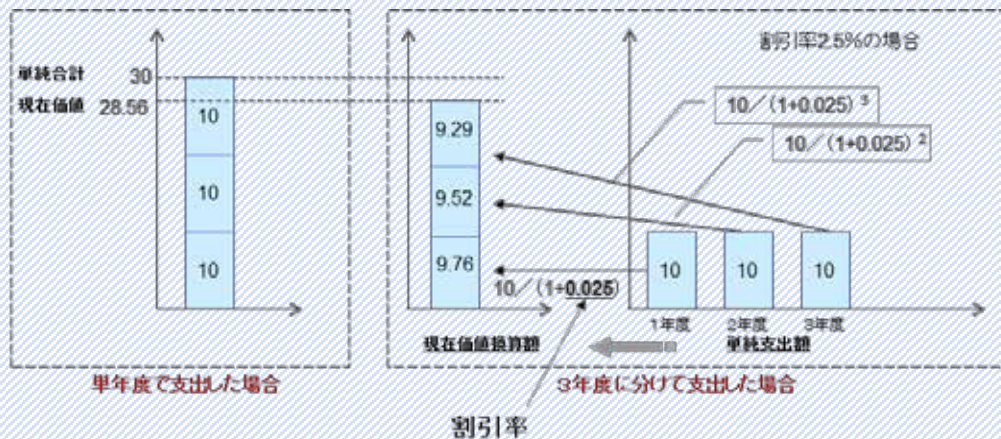 割引率2.5%の場合
単純合計 30
現在価値 28.56
10
10
10
9.29
9.52
9.76
10/(1+0.025)³
10/(1+0.025)²
10/(1+0.025)
10
10
10
1年度 2年度 3年度
現在価値換算額
単純支出額
単年度で支出した場合
3年度に分けて支出した場合
割引率